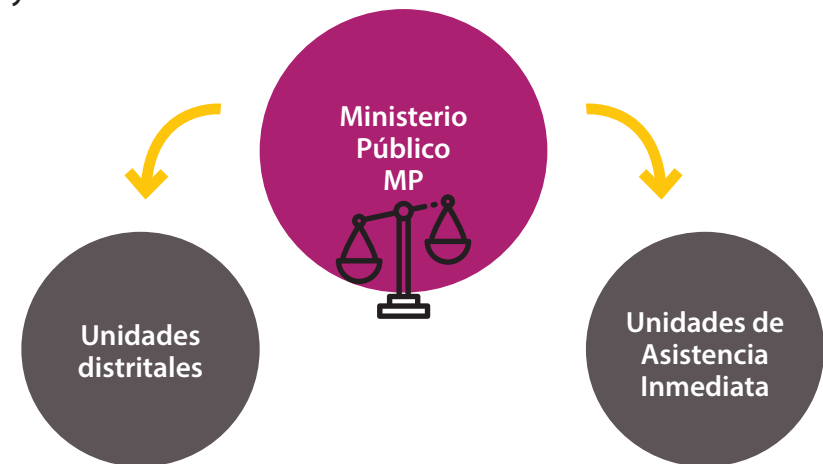 Ministerio
Público
MP
Unidades
distritales
Unidades de
Asistencia
Inmediata